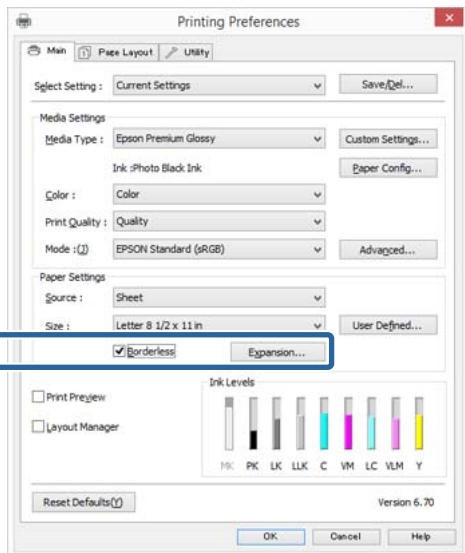 Printing Preferences
Main Page Layout Utility
Select Setting : Current Settings Save/Del...
Media Settings
Media Type : Epson Premium Glossy Custom Settings...
Ink :Photo Black Ink Paper Config...
Color : Color
Print Quality : Quality
Mode :(J) EPSON Standard (sRGB) Advanced...
Paper Settings
Source : Sheet
Size : Letter 8 1/2 x 11 in User Defined...
Borderless Expansion...
Print Preview
Layout Manager
Ink Levels
MK PK LK LLK C VM LC VLM Y
Reset Defaults(Y) Version 6.70
OK Cancel Help